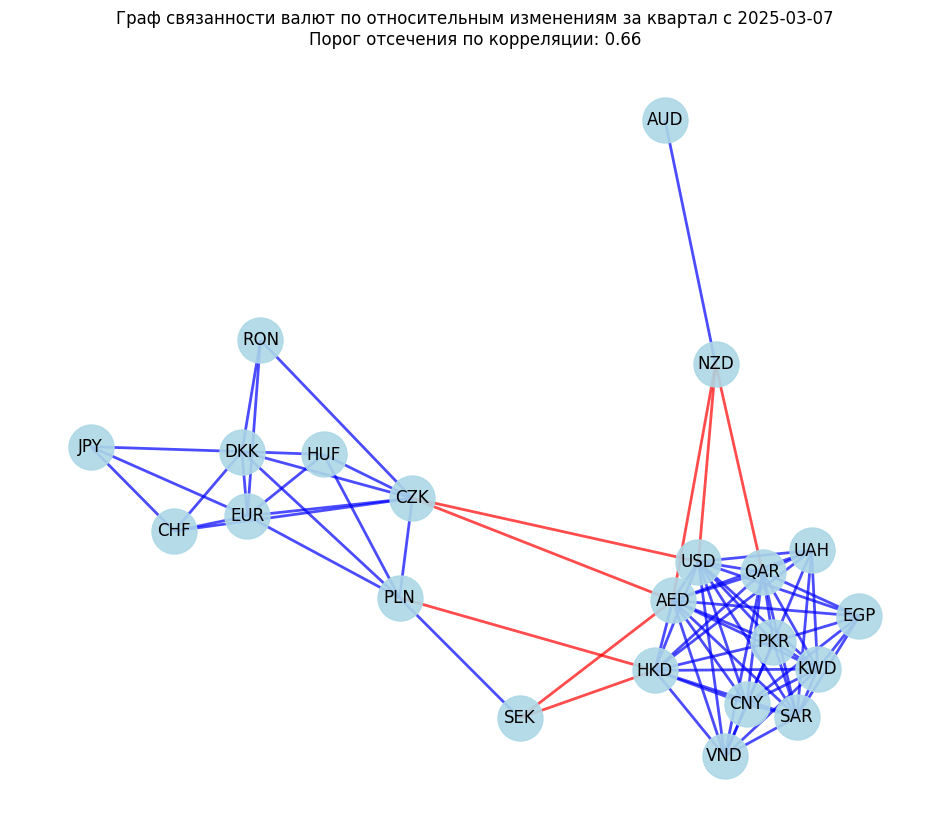 Граф связанности валют по относительным изменениям за квартал с 2025-03-07
Порог отсечения по корреляции: 0.66
AUD
RON
NZD
JPY
DKK
HUF
CZK
EUR
CHF
USD
QAR
UAH
PLN
AED
EGP
PKR
HKD
KWD
CNY
SEK
SAR
VND